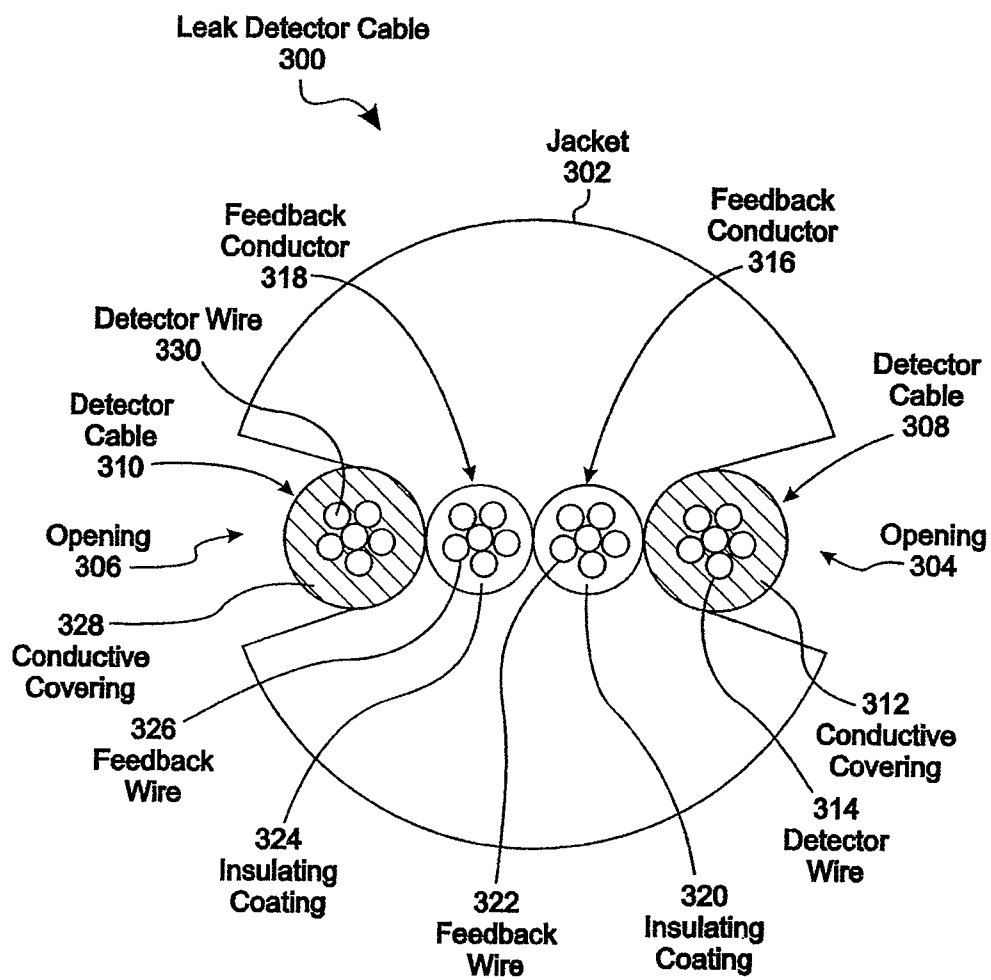 Leak Detector Cable
300
Jacket
302
Feedback
Conductor
318
Feedback
Conductor
316
Detector Wire
330
Detector
Cable
310
Detector
Cable
308
Opening
306
Opening
304
328
Conductive
Covering
326
Feedback
Wire
324
Insulating
Coating
322
Feedback
Wire
320
Insulating
Coating
312
Conductive
Covering
314
Detector
Wire